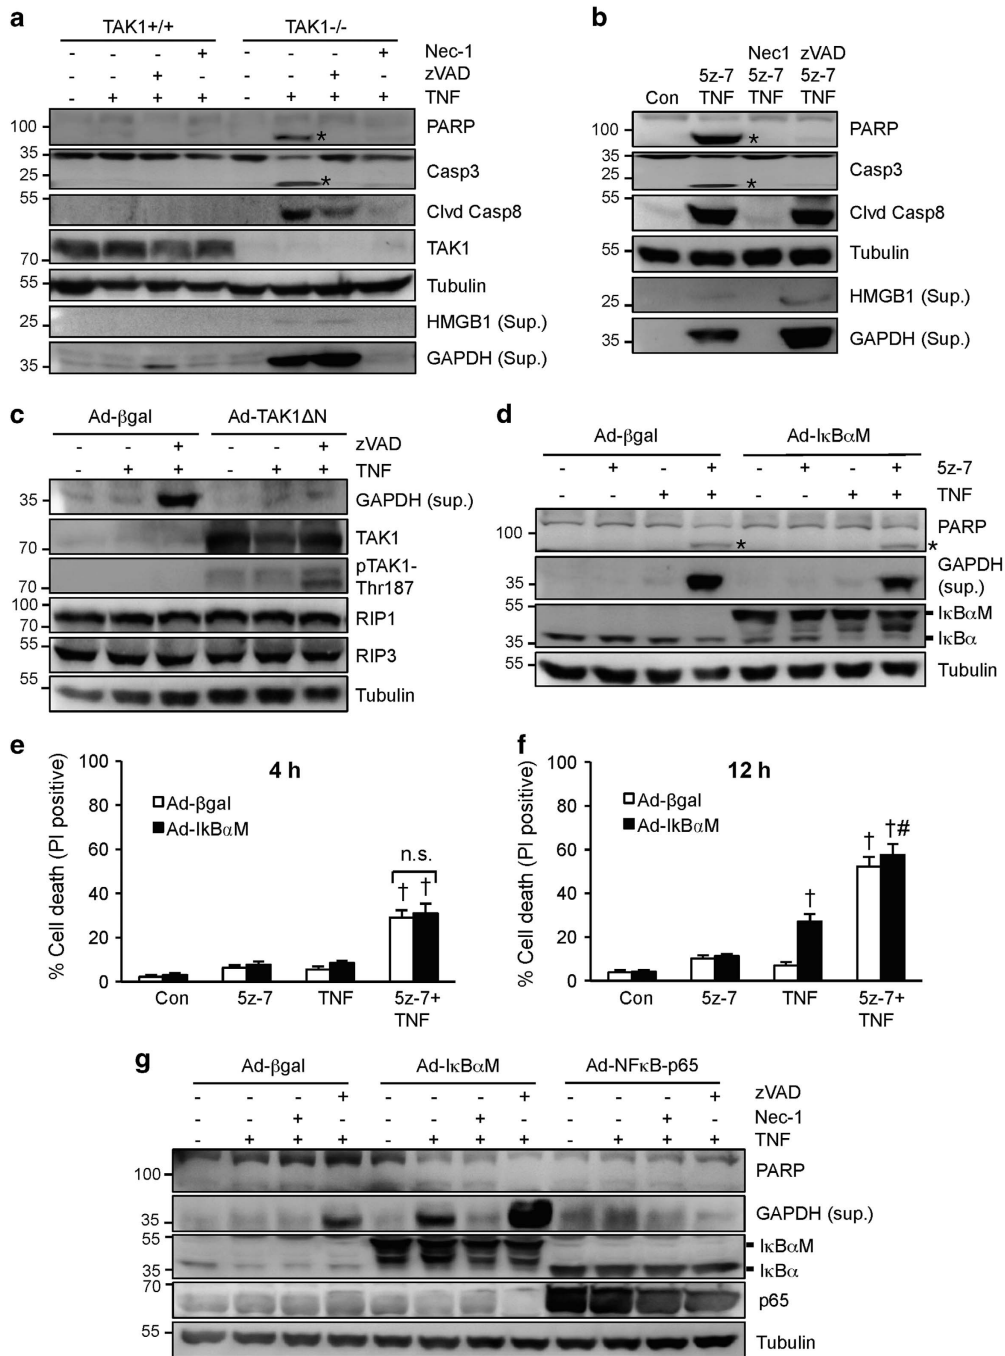 a
TAK1+/+ TAK1-/-
- - - + - - - + Nec-1
- - + - - - + - zVAD
- + + + - + + + TNF
100 PARP
*
35
25 Casp3
*
55 Clvd Casp8
70 TAK1
55 Tubulin
25 HMGB1 (Sup.)
35 GAPDH (Sup.)
b
Nec1 zVAD
5z-7 5z-7 5z-7
Con TNF TNF TNF
100 PARP
*
35
25 Casp3
*
55 Clvd Casp8
55 Tubulin
25 HMGB1 (Sup.)
35 GAPDH (Sup.)
c
Ad-βgal Ad-TAK1ΔN
- - + - - + zVAD
- + + - + + TNF
35 GAPDH (sup.)
70 TAK1
70 pTAK1-
Thr187
100
70 RIP1
55 RIP3
55 Tubulin
d
Ad-βgal Ad-IκBαM
- + - + - + - + 5z-7
- - + + - - + + TNF
100 PARP
* *
35 GAPDH
(sup.)
55 IκBαM
35 IκBα
55 Tubulin
e
4 h
% Cell death (PI positive)
100
80
60
40
20
0
Ad-βgal
Ad-IkBαM
n.s.
† †
Con 5z-7 TNF 5z-7+
TNF
f
12 h
% Cell death (PI positive)
100
80
60
40
20
0
Ad-βgal
Ad-IkBαM
† † †#
Con 5z-7 TNF 5z-7+
TNF
g
Ad-βgal Ad-IκBαM Ad-NFκB-p65
- - - + - - - + - - - + zVAD
- - + - - - + - - - + - Nec-1
- + + + - + + + - + + + TNF
100 PARP
35 GAPDH (sup.)
55 IκBαM
35 IκBα
70 p65
55 Tubulin